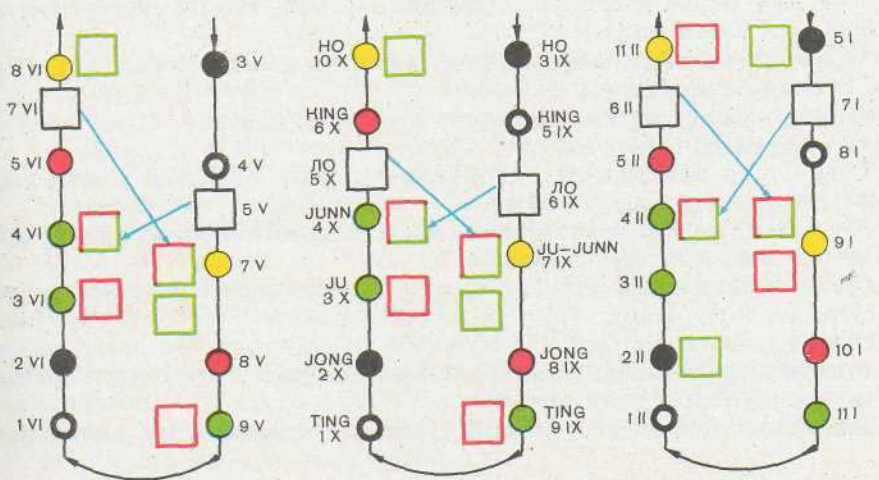 8 VI
7 VI
5 VI
4 VI
3 VI
2 VI
1 VI
3 V
4 V
5 V
7 V
8 V
9 V
HO
10 X
KING
6 X
ЛО
5 X
JUNN
4 X
JU
3 X
JONG
2 X
TING
1 X
HO
3 IX
KING
5 IX
ЛО
6 IX
JU-JUNN
7 IX
JONG
8 IX
TING
9 IX
11 II
6 II
5 II
4 II
3 II
2 II
1 II
5 I
7 I
8 I
9 I
10 I
11 I